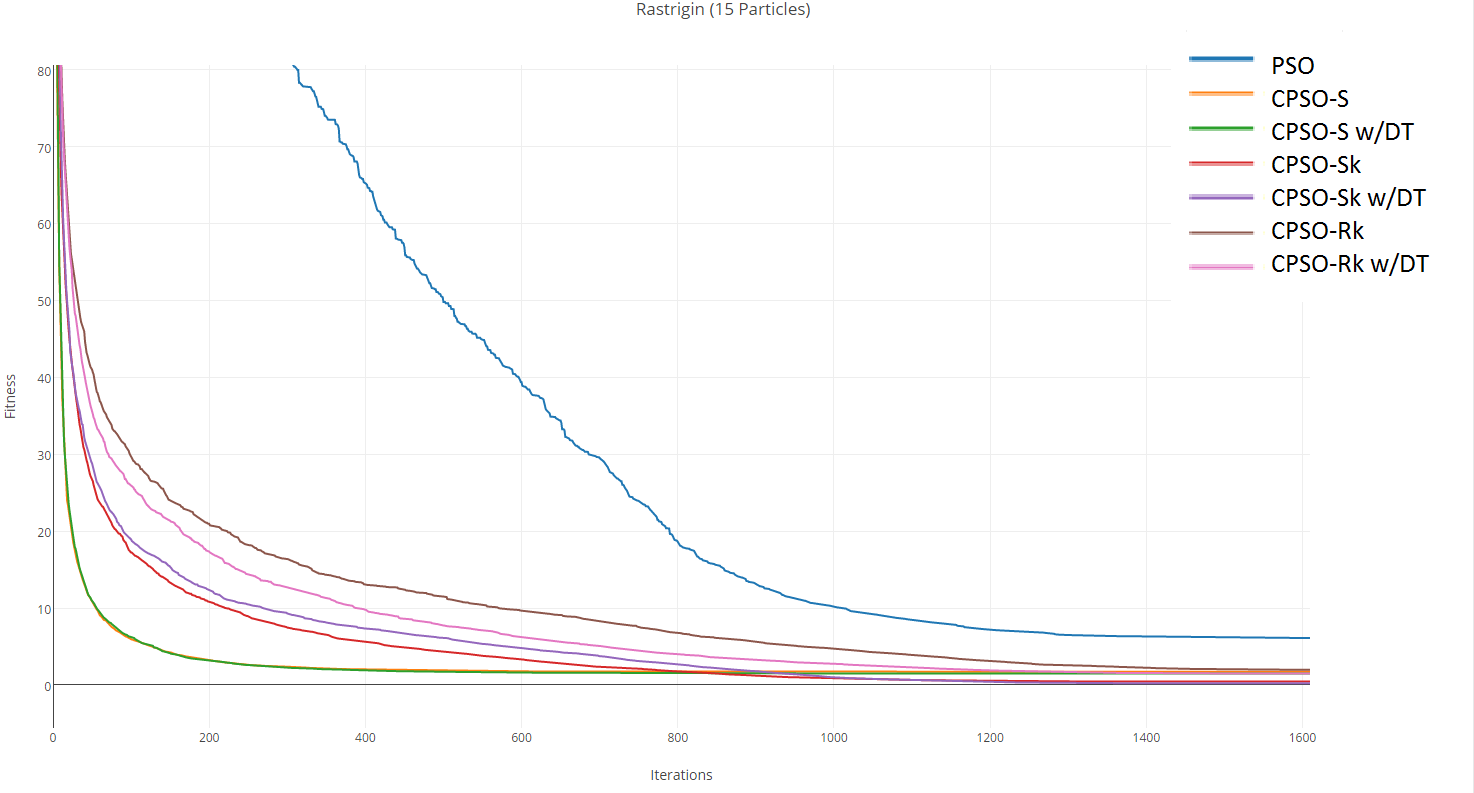 Rastrigin (15 Particles)
PSO
CPSO-S
CPSO-S w/DT
CPSO-Sk
CPSO-Sk w/DT
CPSO-Rk
CPSO-Rk w/DT
80
70
60
50
40
30
20
10
0
Fitness
0 200 400 600 800 1000 1200 1400 1600
Iterations